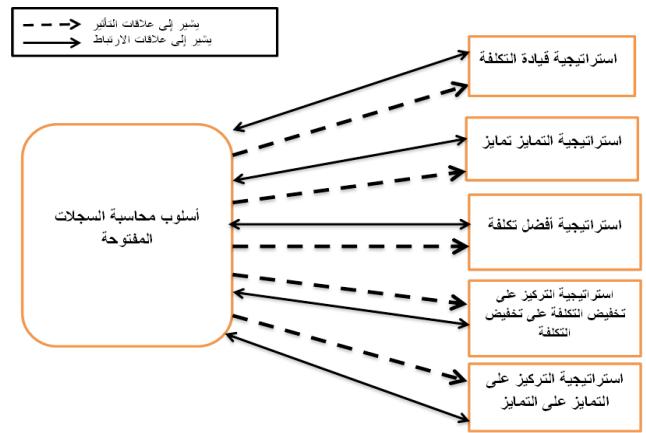 يشير إلى علاقات التأثير
يشير إلى علاقات الارتباط
استراتيجية قيادة التكلفة
استراتيجية التمايز تمايز
أسلوب محاسبة السجلات
المفتوحة
استراتيجية أفضل تكلفة
استراتيجية التركيز على
تخفيض التكلفة على تخفيض
التكلفة
استراتيجية التركيز على
التمايز على التمايز